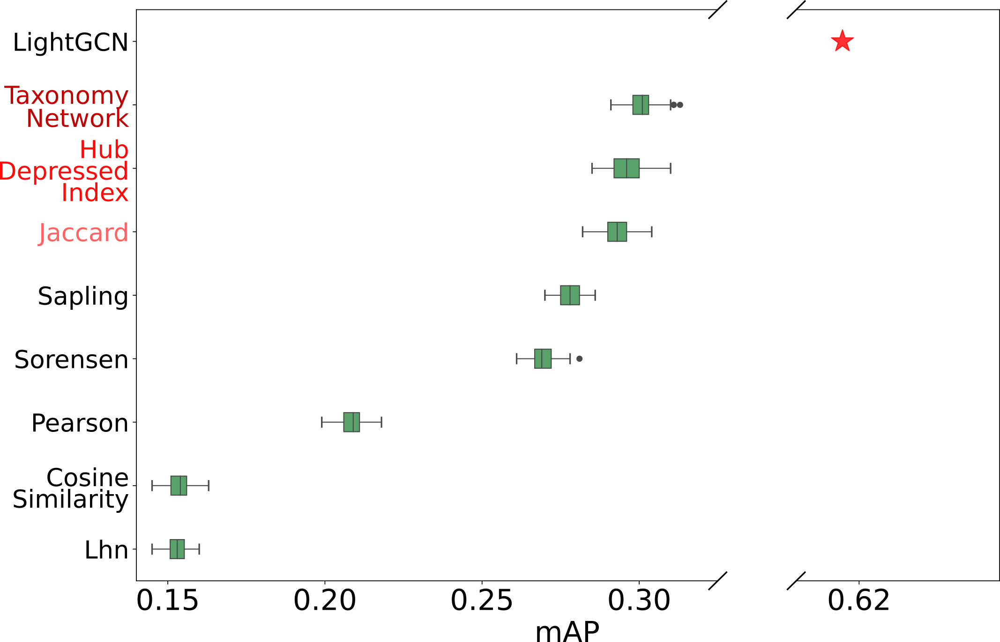 LightGCN
Taxonomy
Network
Hub
Depressed
Index
Jaccard
Sapling
Sorensen
Pearson
Cosine
Similarity
Lhn
0.15 0.20 0.25 0.30 0.62
mAP